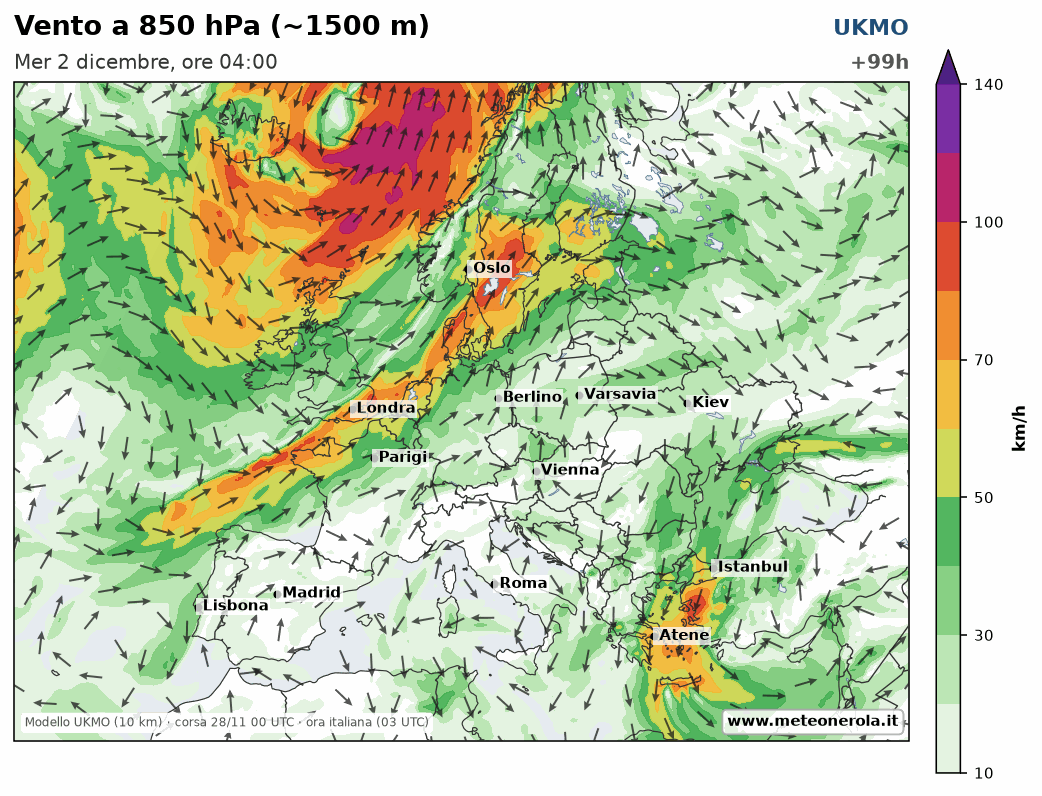 Vento a 850 hPa (~1500 m)
UKMO
Mer 2 dicembre, ore 04:00
+99h
140
100
70
50
30
10
km/h
Oslo
Londra
Berlino
Varsavia
Kiev
Parigi
Vienna
Istanbul
Roma
Madrid
Lisbona
Atene
Modello UKMO (10 km) · corsa 28/11 00 UTC · ora italiana (03 UTC)
www.meteonerola.it